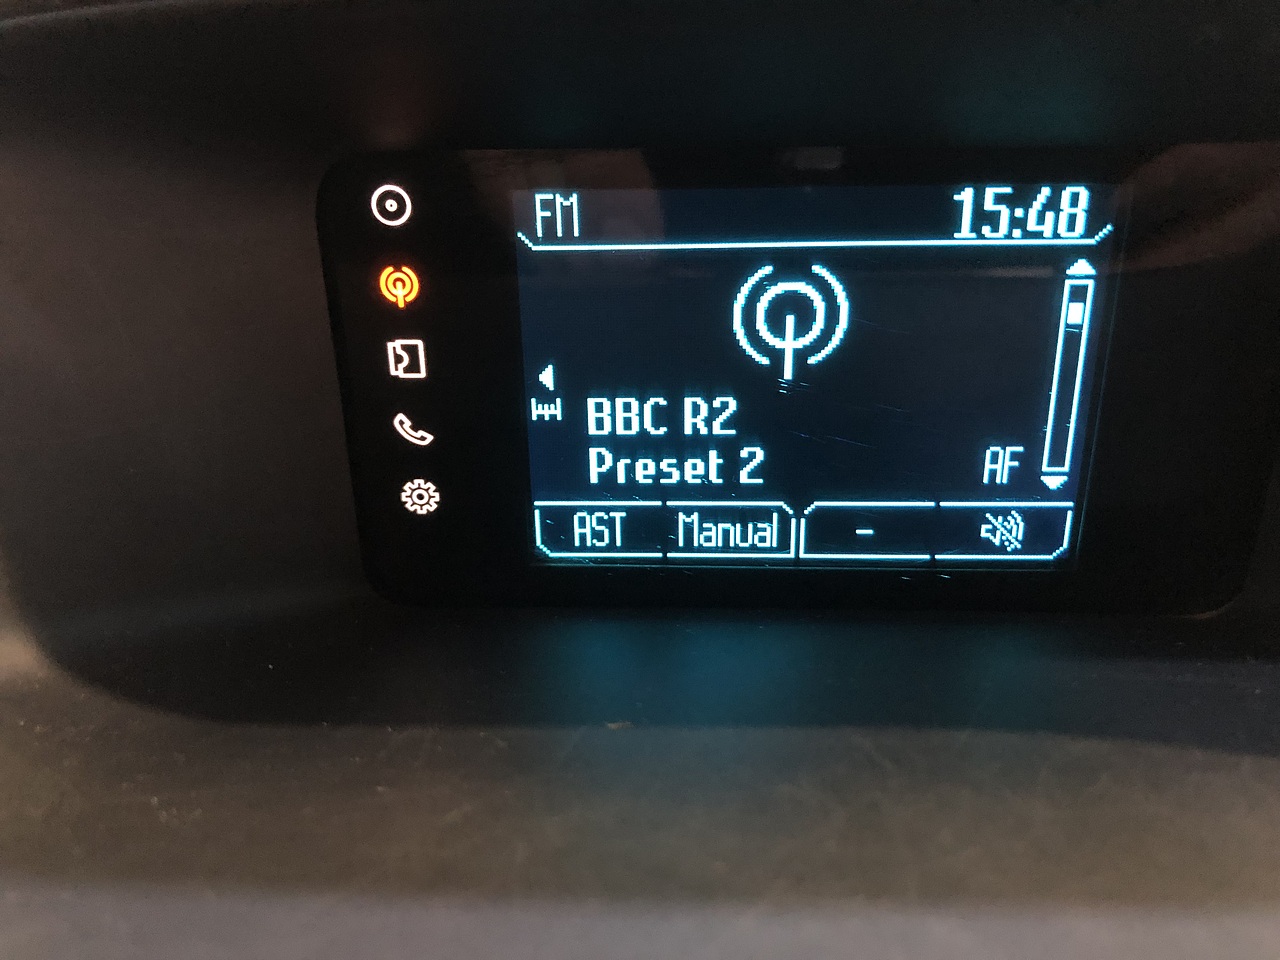 FM 15:48
BBC R2
Preset 2 AF
AST Manual -